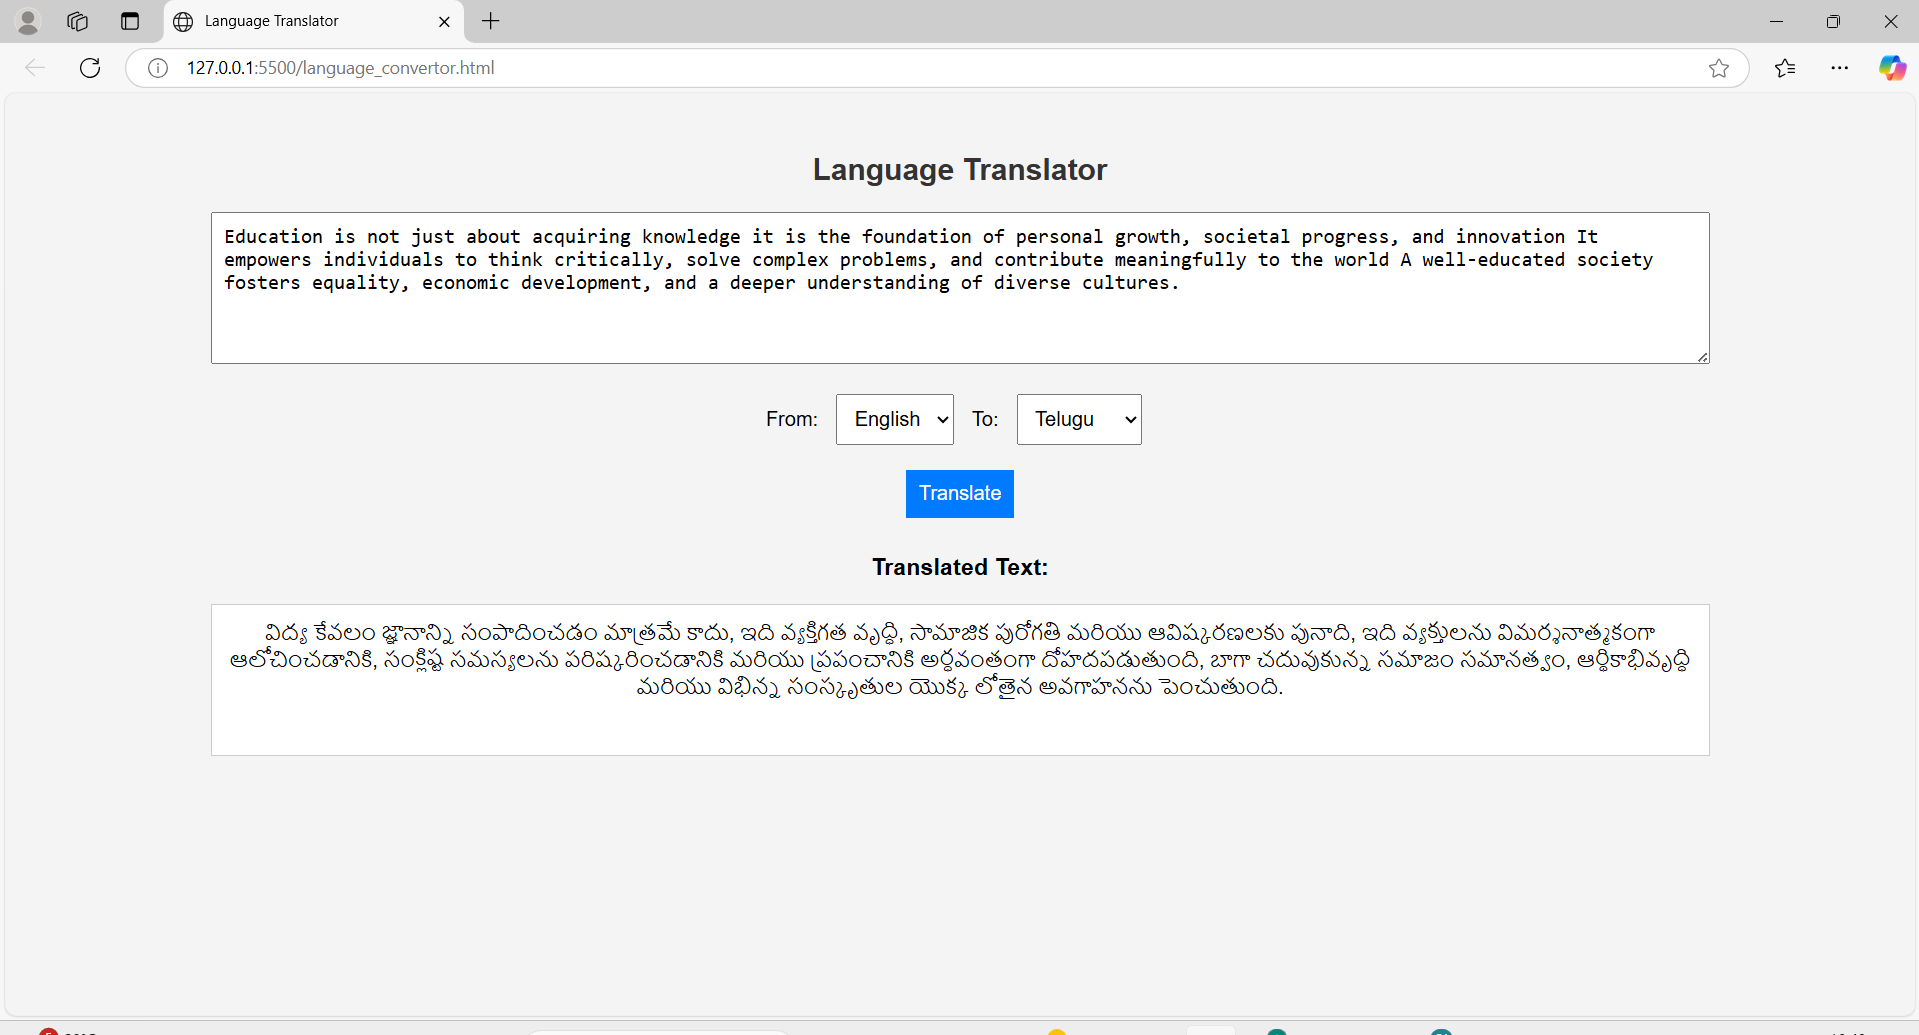 Language Translator
127.0.0.1:5500/language_convertor.html
Language Translator
Education is not just about acquiring knowledge it is the foundation of personal growth, societal progress, and innovation It
empowers individuals to think critically, solve complex problems, and contribute meaningfully to the world A well-educated society
fosters equality, economic development, and a deeper understanding of diverse cultures.
From: English To: Telugu
Translate
Translated Text:
విద్య కేవలం జ్ఞానాన్ని సంపాదించడం మాత్రమే కాదు, ఇది వ్యక్తిగత వృద్ధి, సామాజిక పురోగతి మరియు ఆవిష్కరణలకు పునాది, ఇది వ్యక్తులను విమర్శనాత్మకంగా
ఆలోచించడానికి, సంక్లిష్ట సమస్యలను పరిష్కరించడానికి మరియు ప్రపంచానికి అర్థవంతంగా దోహదపడుతుంది, బాగా చదువుకున్న సమాజం సమానత్వం, ఆర్థికాభివృద్ధి
మరియు విభిన్న సంస్కృతుల యొక్క లోతైన అవగాహనను పెంచుతుంది.